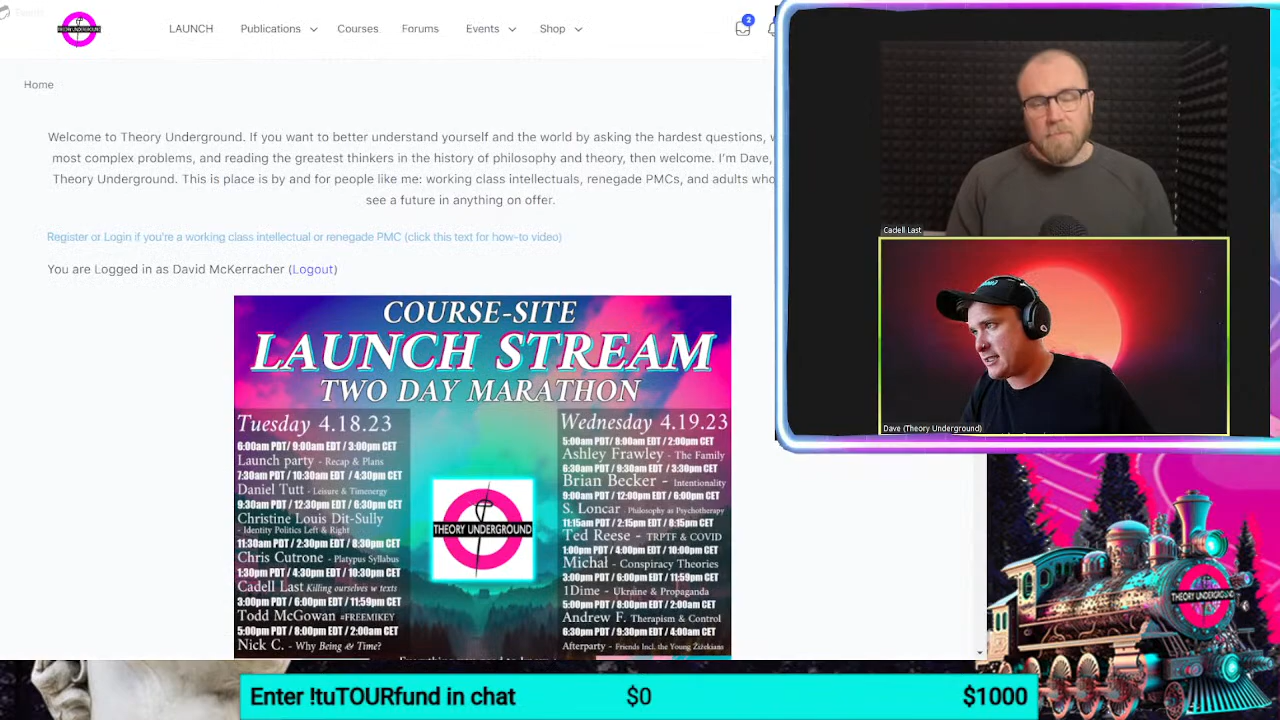 THEORY UNDERGROUND
LAUNCH
Publications
Courses
Forums
Events
Shop
2
Home
Welcome to Theory Underground. If you want to better understand yourself and the world by asking the hardest questions,
most complex problems, and reading the greatest thinkers in the history of philosophy and theory, then welcome. I'm Dave,
Theory Underground. This is place is by and for people like me: working class intellectuals, renegade PMCs, and adults who
see a future in anything on offer.
Register or Login if you're a working class intellectual or renegade PMC (click this text for how-to video)
You are Logged in as David McKerracher (Logout)
COURSE-SITE
LAUNCH STREAM
TWO DAY MARATHON
Tuesday 4.18.23
6:00am PDT/ 9:00am EDT / 3:00pm CET
Launch party - Recap & Plans
7:30am PDT / 10:30am EDT / 4:30pm CET
Daniel Tutt - Leisure & Timenergy
9:30am PDT / 12:30pm EDT / 6:30pm CET
Christine Louis Dit-Sully
- Identity Politics Left & Right
11:30am PDT / 2:30pm EDT / 8:30pm CET
Chris Cutrone - Platypus Syllabus
1:30pm PDT / 4:30pm EDT / 10:30pm CET
Cadell Last Killing ourselves w texts
3:00pm PDT / 6:00pm EDT / 11:59pm CET
Todd McGowan #FREEMIKEY
5:00pm PDT / 8:00pm EDT / 2:00am CET
Nick C. - Why Being & Time?
THEORY UNDERGROUND
Wednesday 4.19.23
5:00am PDT/ 8:00am EDT / 2:00pm CET
Ashley Frawley - The Family
6:30am PDT / 9:30am EDT / 3:30pm CET
Brian Becker - Intentionality
9:00am PDT / 12:00pm EDT / 6:00pm CET
S. Loncar - Philosophy as Psychotherapy
11:15am PDT / 2:15pm EDT / 8:15pm CET
Ted Reese - TRPTF & COVID
1:00pm PDT / 4:00pm EDT / 10:00pm CET
Michal - Conspiracy Theories
3:00pm PDT / 6:00pm EDT / 11:59pm CET
1Dime - Ukraine & Propaganda
5:00pm PDT / 8:00pm EDT / 2:00am CET
Andrew F. Therapism & Control
6:30pm PDT / 9:30pm EDT / 4:00am CET
Afterparty - Friends Incl. the Young Žižekians
Cadell Last
Dave (Theory Underground)
THEORY UNDERGROUND
Enter !tuTOURfund in chat
$0
$1000